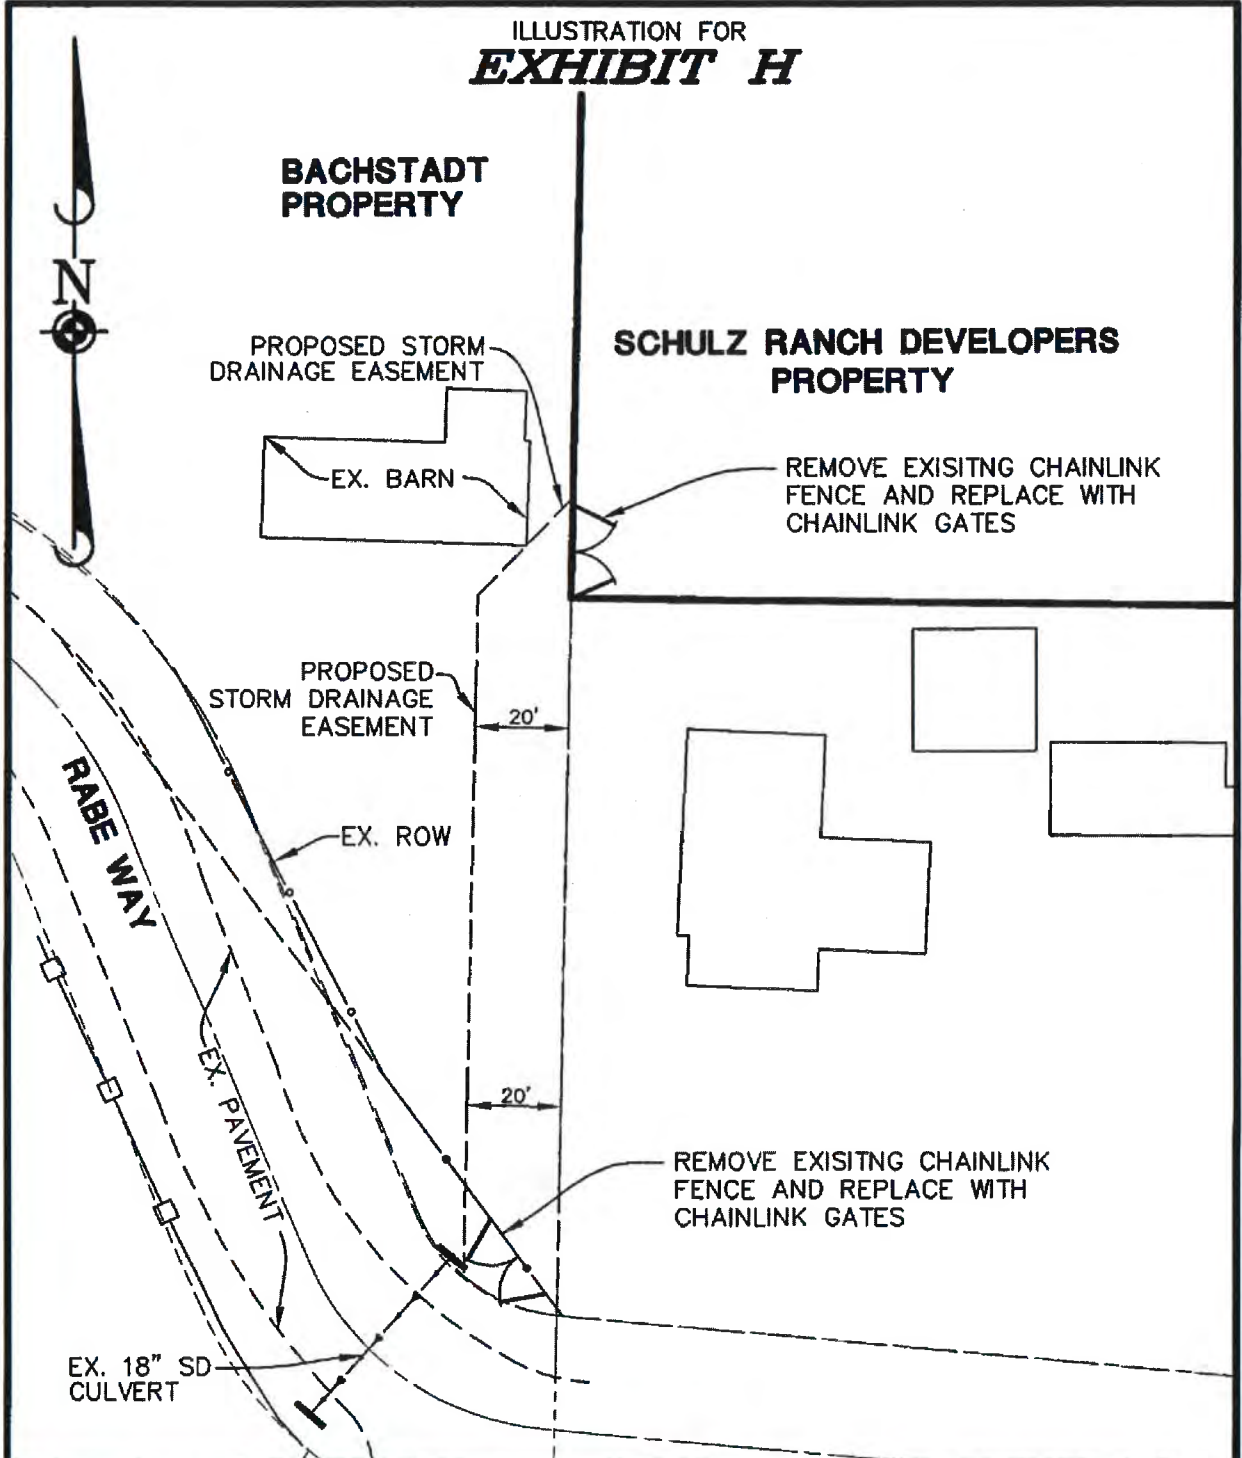 ILLUSTRATION FOR
EXHIBIT H
BACHSTADT
PROPERTY
N
PROPOSED STORM
DRAINAGE EASEMENT
SCHULZ RANCH DEVELOPERS
PROPERTY
EX. BARN
REMOVE EXISITNG CHAINLINK
FENCE AND REPLACE WITH
CHAINLINK GATES
PROPOSED
STORM DRAINAGE
EASEMENT
20'
RABE WAY
EX. ROW
EX. PAVEMENT
20'
REMOVE EXISITNG CHAINLINK
FENCE AND REPLACE WITH
CHAINLINK GATES
EX. 18" SD
CULVERT